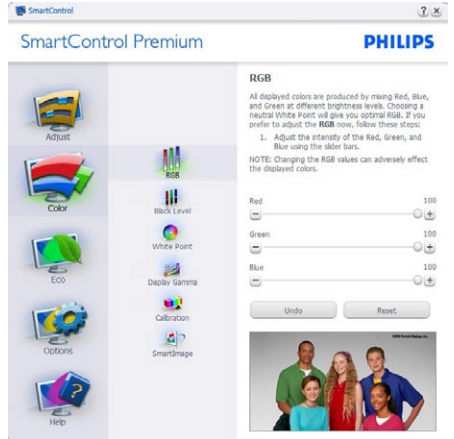 SmartControl
SmartControl Premium
PHILIPS
Adjust
Color
Eco
Options
Help
RGB
Black Level
White Point
Display Gamma
Calibration
SmartImage
RGB
All displayed colors are produced by mixing Red, Blue,
and Green at different brightness levels. Choosing a
neutral White Point will give you optimal RGB. If you
prefer to adjust the RGB now, follow these steps:
1. Adjust the intensity of the Red, Green, and
Blue using the slider bars.
NOTE: Changing the RGB values can adversely effect
the displayed colors.
Red 100
Green 100
Blue 100
Undo Reset